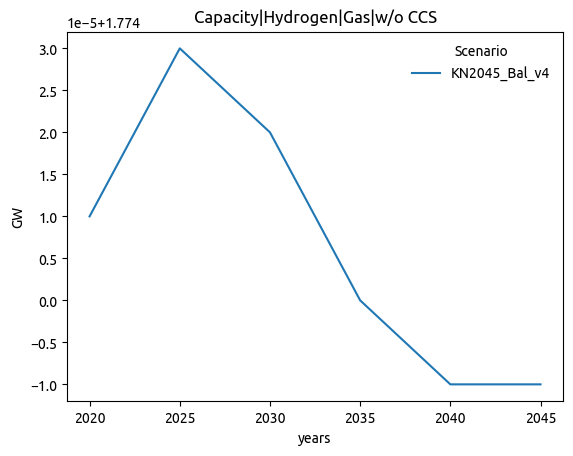 Capacity|Hydrogen|Gas|w/o CCS
1e−5+1.774
3.0
2.5
2.0
1.5
1.0
0.5
0.0
−0.5
−1.0
GW
Scenario
KN2045_Bal_v4
2020 2025 2030 2035 2040 2045
years